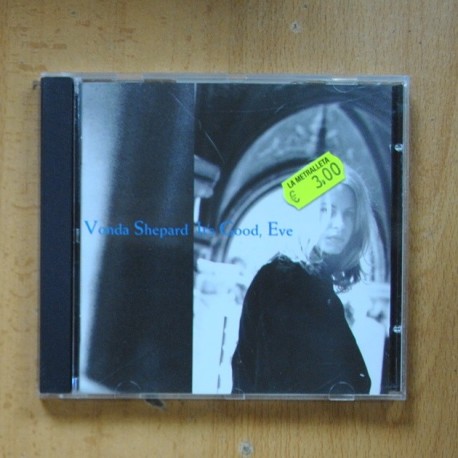 LA METRALLETA
€ 3,00
Vonda Shepard It's Good, Eve